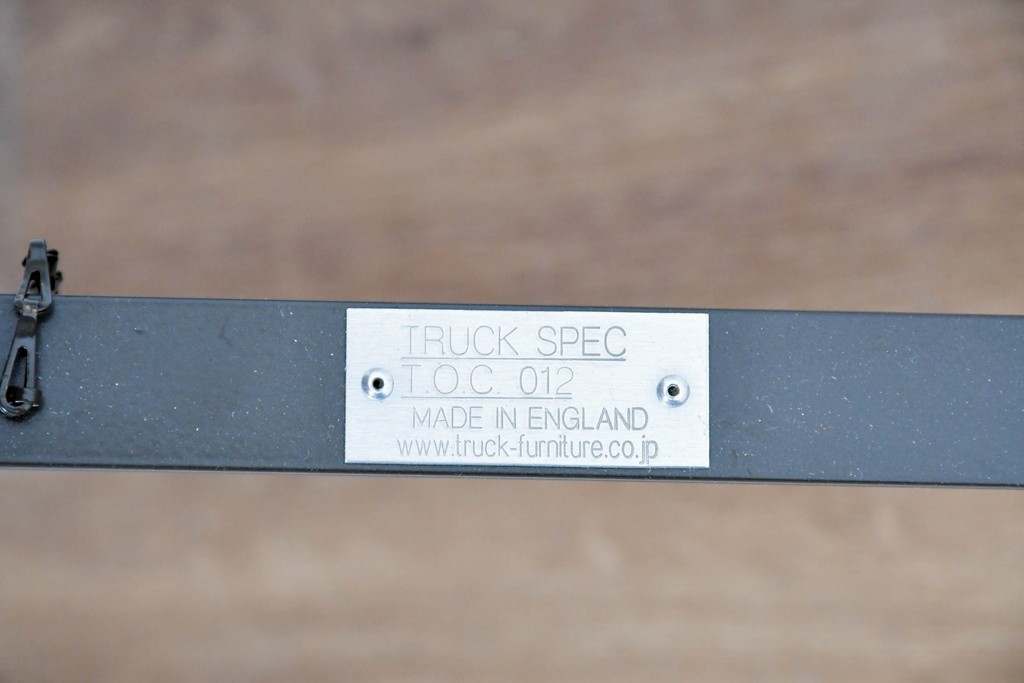 TRUCK SPEC
T.O.C. 012
MADE IN ENGLAND
www.truck-furniture.co.jp